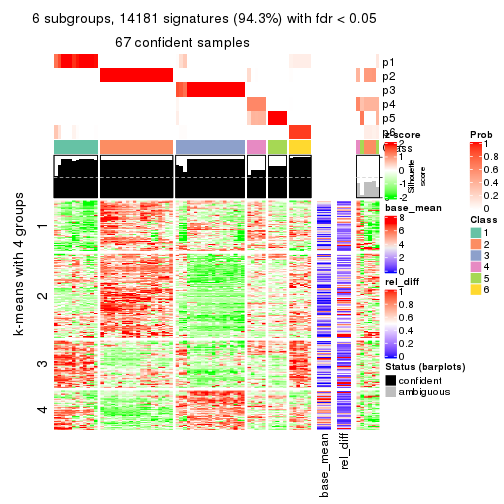 6 subgroups, 14181 signatures (94.3%) with fdr < 0.05
67 confident samples
p1
p2
p3
p4
p5
p6
Class
1
2
3
4
k-means with 4 groups
base_mean
rel_diff
Silhouette
score
z-score
2
1
0
-1
-2
base_mean
8
6
4
2
0
rel_diff
1
0.8
0.6
0.4
0.2
0
Status (barplots)
confident
ambiguous
Prob
1
0.8
0.6
0.4
0.2
0
Class
1
2
3
4
5
6